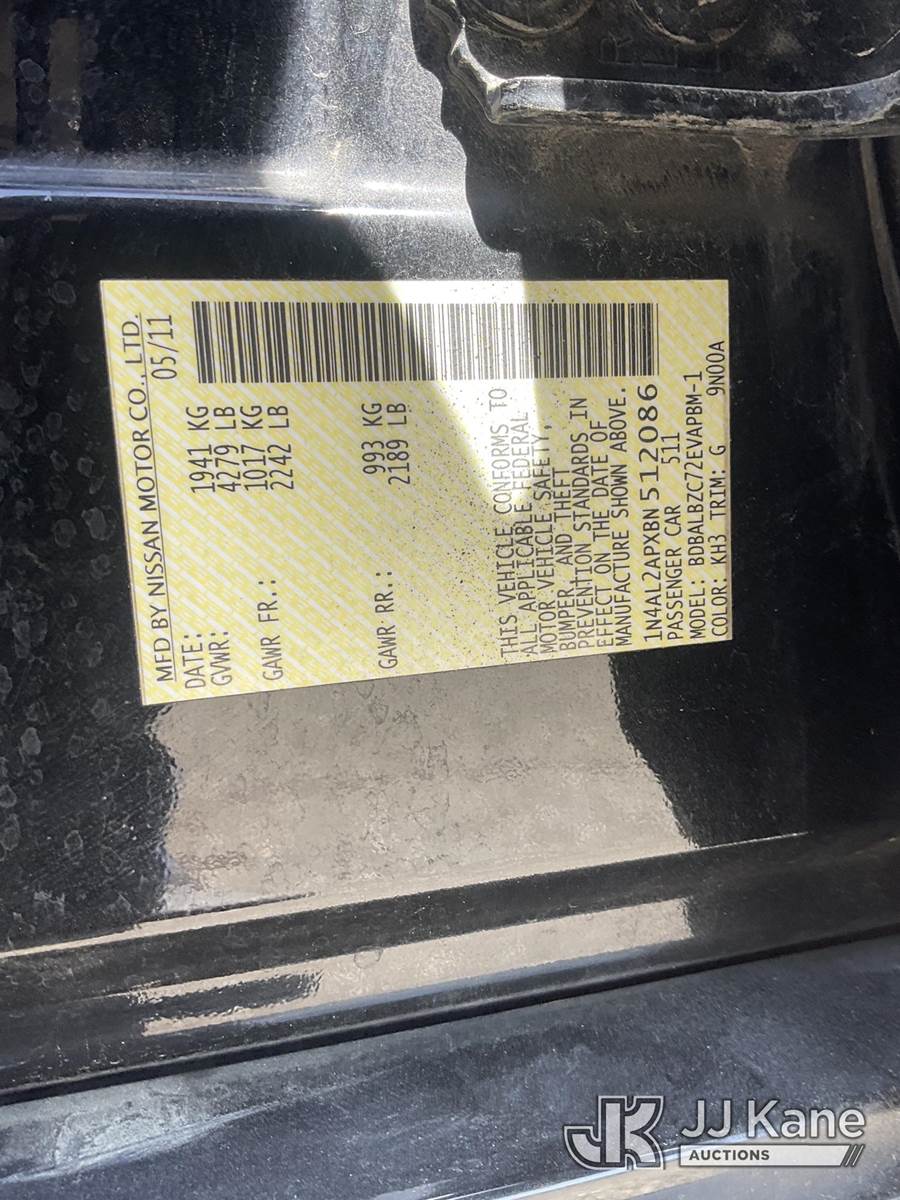 MFD BY NISSAN MOTOR CO., LTD.
DATE: 05/11
GVWR: 1941 KG
4279 LB
GAWR FR.: 1017 KG
2242 LB
GAWR RR.: 993 KG
2189 LB
THIS VEHICLE CONFORMS TO
ALL APPLICABLE FEDERAL
MOTOR VEHICLE SAFETY,
BUMPER AND THEFT
PREVENTION STANDARDS IN
EFFECT ON THE DATE OF
MANUFACTURE SHOWN ABOVE.
1N4AL2APXBN512086
PASSENGER CAR 511
MODEL: BDBALBZC72EVAPBM-1
COLOR: KH3 TRIM: G 9N00A
JK JJ Kane
AUCTIONS